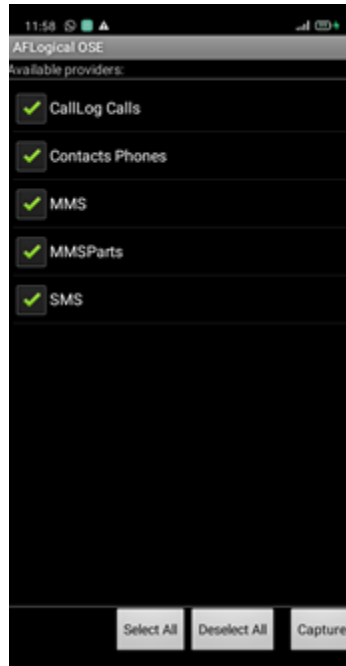 11:58
AFLogical OSE
Available providers:
CallLog Calls
Contacts Phones
MMS
MMSParts
SMS
Select All Deselect All Capture